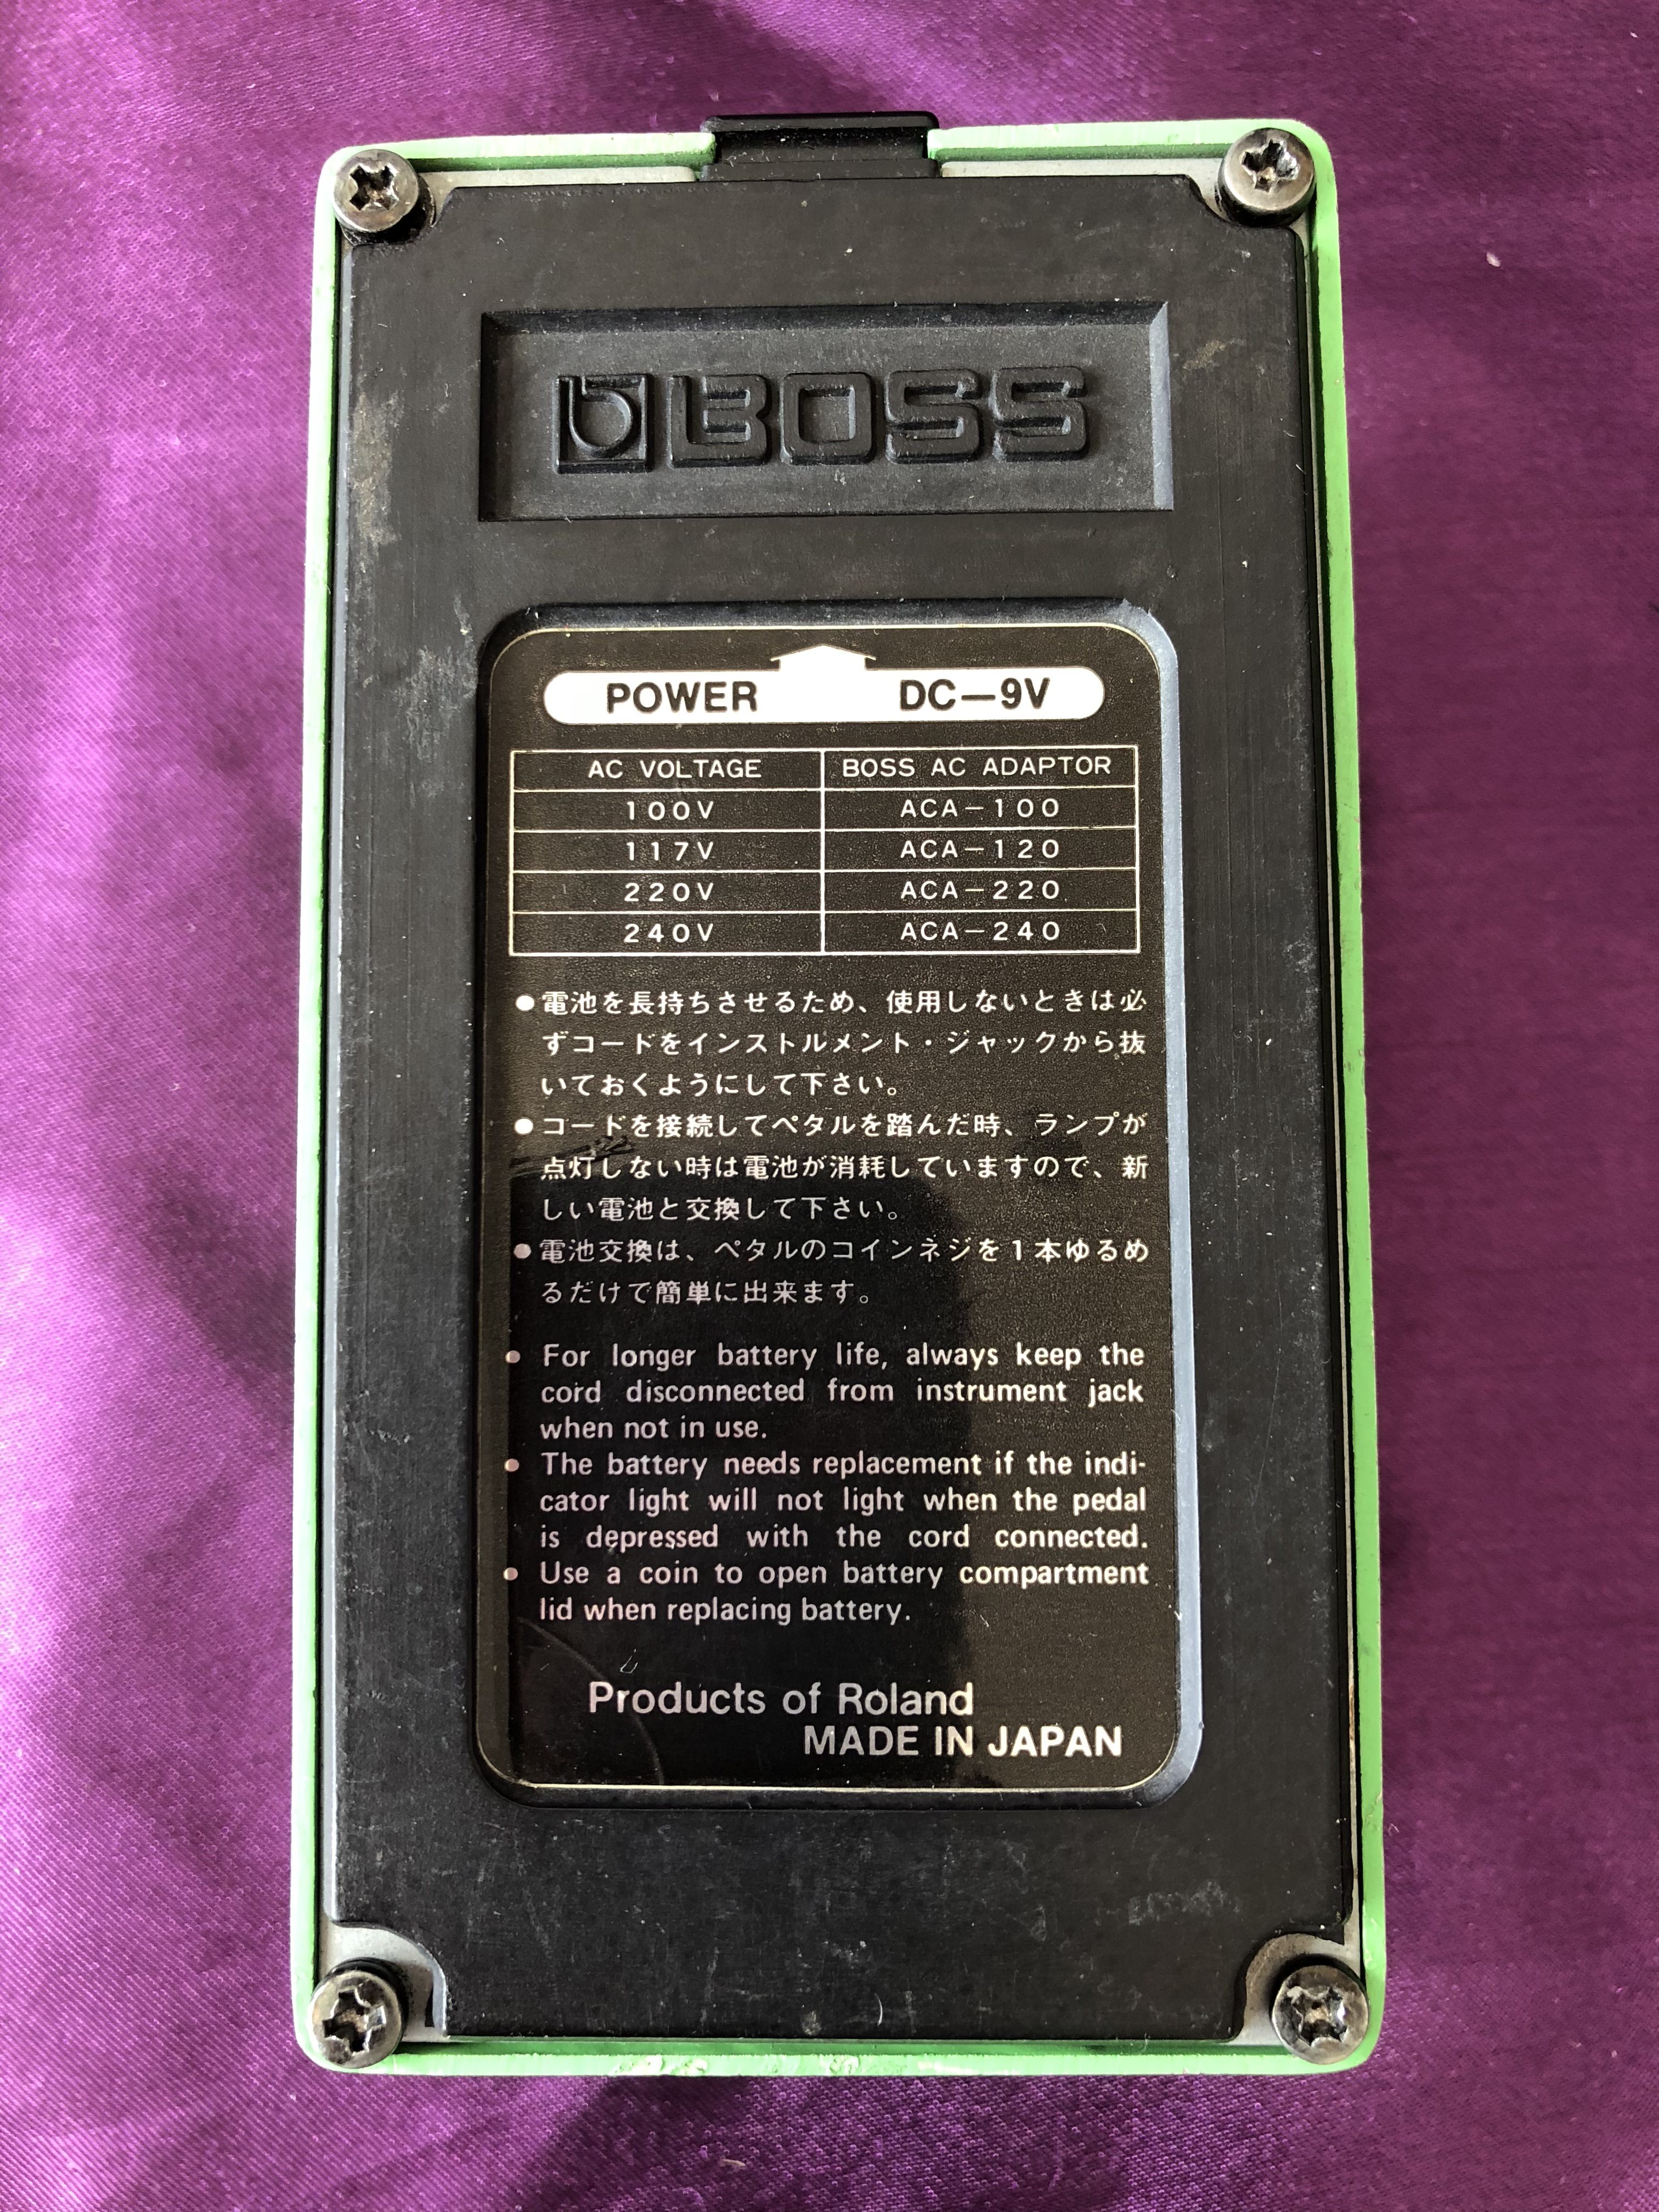 BOSS
POWER DC—9V
AC VOLTAGE BOSS AC ADAPTOR
100V ACA-100
117V ACA-120
220V ACA-220
240V ACA-240
●電池を長持ちさせるため、使用しないときは必
ずコードをインストルメント・ジャックから抜
いておくようにして下さい。
●コードを接続してペタルを踏んだ時、ランプが
点灯しない時は電池が消耗していますので、新
しい電池と交換して下さい。
●電池交換は、ペタルのコインネジを1本ゆるめ
るだけで簡単に出来ます。
• For longer battery life, always keep the
cord disconnected from instrument jack
when not in use.
• The battery needs replacement if the indi-
cator light will not light when the pedal
is depressed with the cord connected.
• Use a coin to open battery compartment
lid when replacing battery.
Products of Roland
MADE IN JAPAN